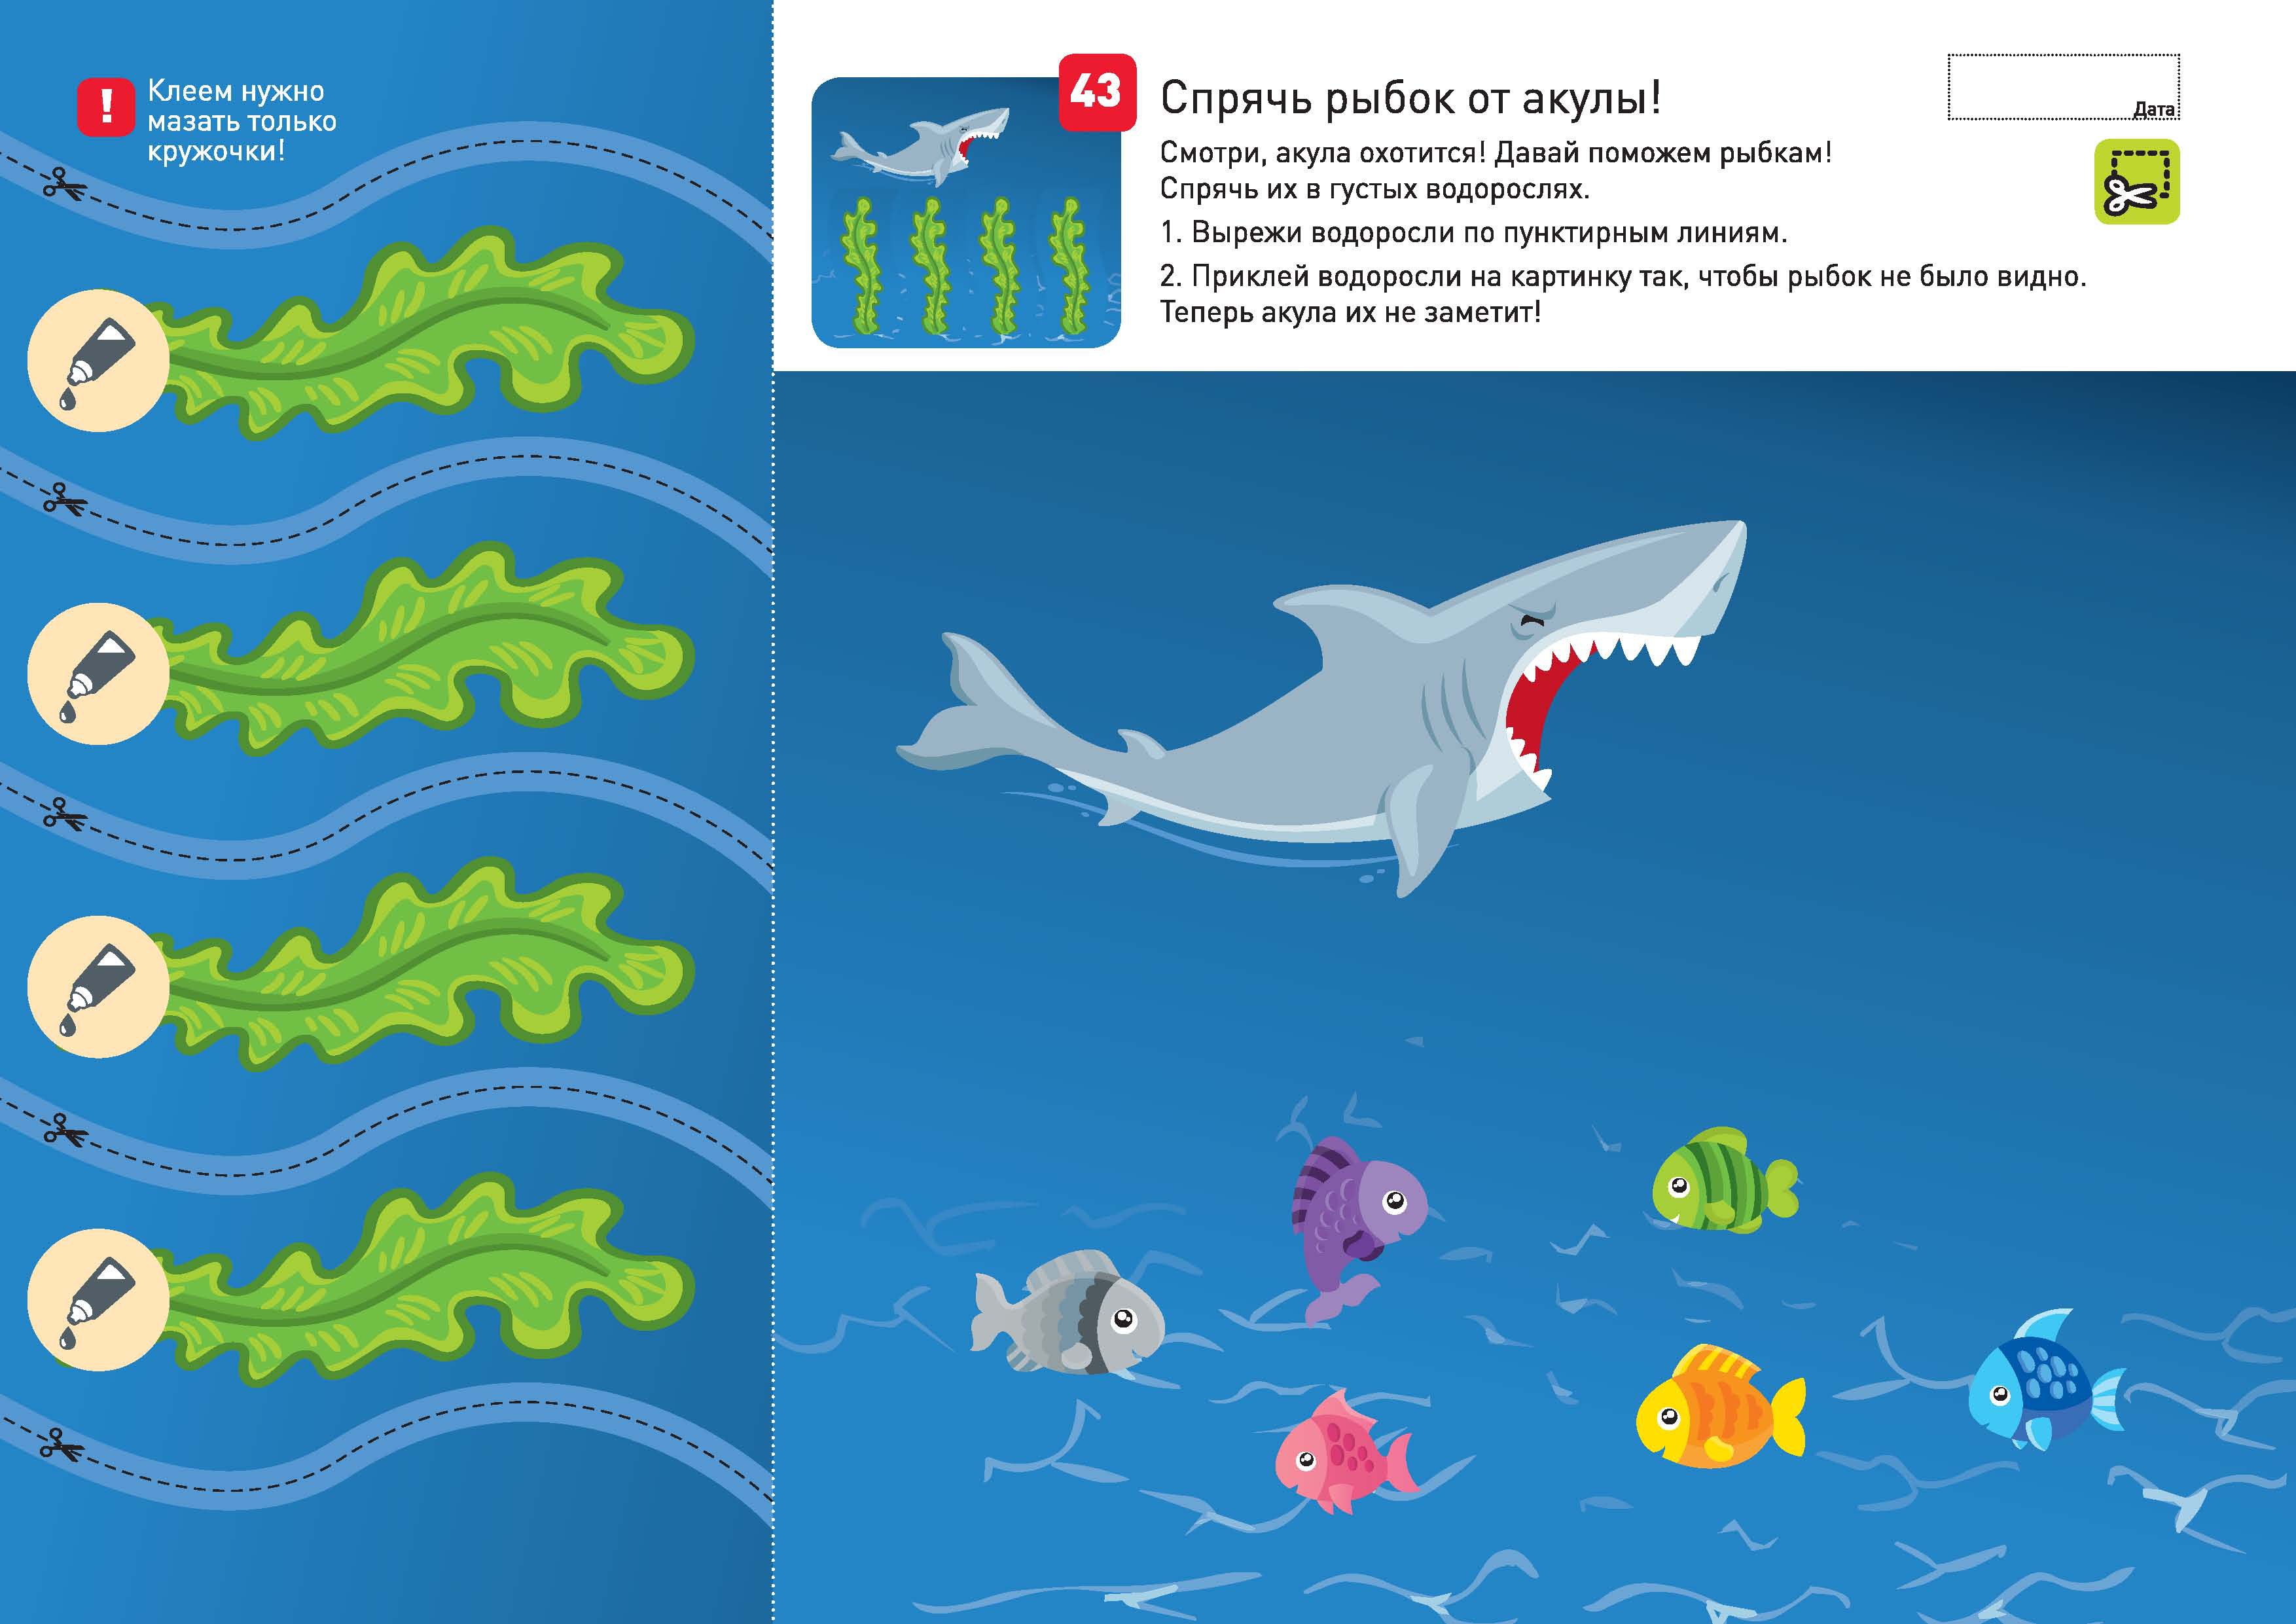 ! Клеем нужно
мазать только
кружочки!
43
Спрячь рыбок от акулы!
Дата
Смотри, акула охотится! Давай поможем рыбкам!
Спрячь их в густых водорослях.
1. Вырежи водоросли по пунктирным линиям.
2. Приклей водоросли на картинку так, чтобы рыбок не было видно.
Теперь акула их не заметит!